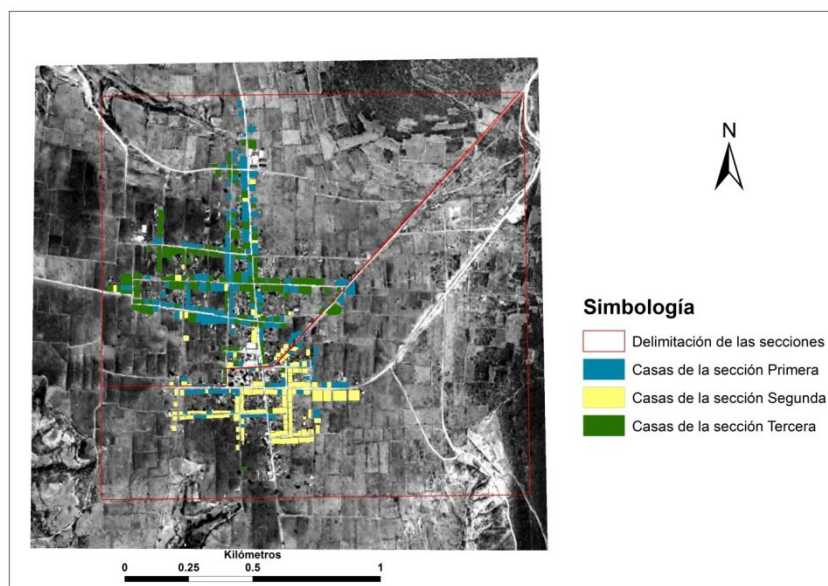 N
Simbología
Delimitación de las secciones
Casas de la sección Primera
Casas de la sección Segunda
Casas de la sección Tercera
Kilómetros
0 0.25 0.5 1